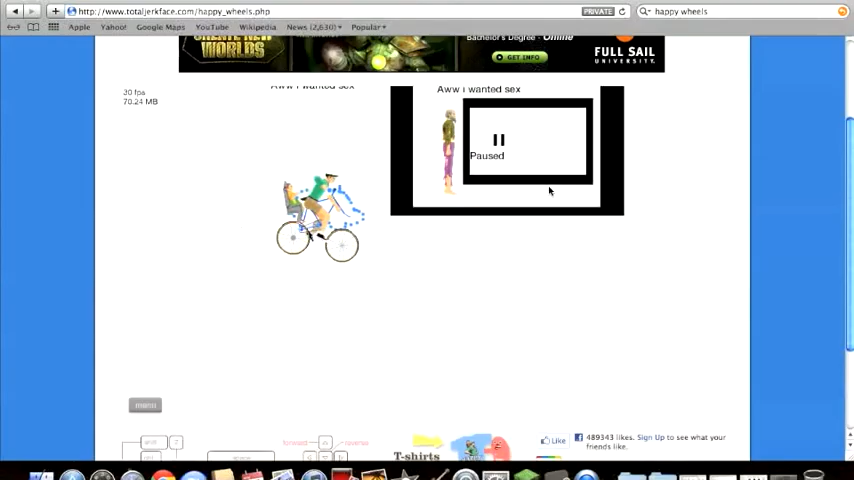 http://www.totaljerkface.com/happy_wheels.php
PRIVATE
happy wheels
Apple
Yahoo!
Google Maps
YouTube
Wikipedia
News (2,630)
Popular
CREATE NEW
WORLDS
Bachelor's Degree - Online
GET INFO
FULL SAIL
UNIVERSITY.
30 fps
70.24 MB
Aww i wanted sex
Aww i wanted sex
Paused
menu
forward
reverse
shift
Z
T-shirts
Like
489343 likes. Sign Up to see what your
friends like.